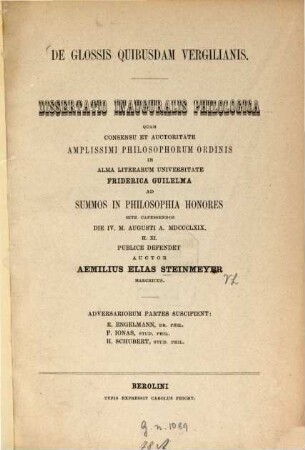 DE GLOSSIS QUIBUSDAM VERGILIANIS.
DISSERTATIO INAUGURALIS PHILOLOGICA
QUAM
CONSENSU ET AUCTORITATE
AMPLISSIMI PHILOSOPHORUM ORDINIS
IN
ALMA LITERARUM UNIVERSITATE
FRIDERICA GUILELMA
AD
SUMMOS IN PHILOSOPHIA HONORES
RITE CAPESSENDOS
DIE IV. M. AUGUSTI A. MDCCCLXIX.
H. XI.
PUBLICE DEFENDET
AUCTOR
AEMILIUS ELIAS STEINMEYER
MARCHICUS.
ADVERSARIORUM PARTES SUSCIPIENT:
R. ENGELMANN, DR. PHIL.
F. IONAS, STUD. PHIL.
H. SCHUBERT, STUD. PHIL.
BEROLINI
TYPIS EXPRESSIT CAROLUS FEICHT.
g. n. 1089